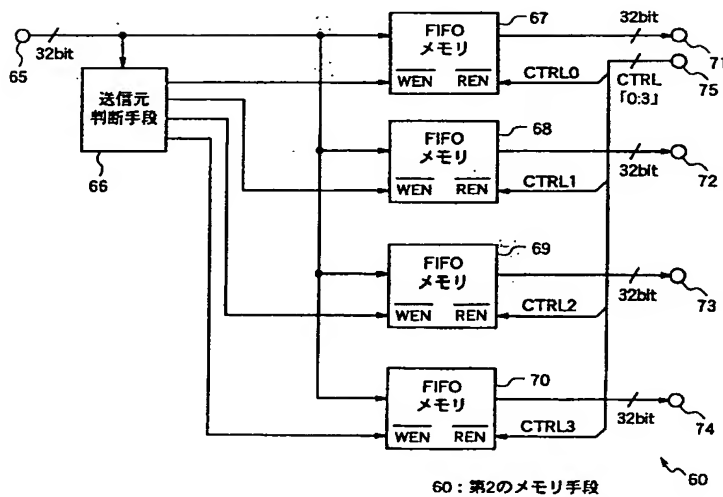 65
32bit
送信元
判断手段
66
FIFO
メモリ
WEN REN
67
CTRL0
32bit
71
75
CTRL
「0:3」
FIFO
メモリ
WEN REN
68
CTRL1
32bit
72
FIFO
メモリ
WEN REN
69
CTRL2
32bit
73
FIFO
メモリ
WEN REN
70
CTRL3
32bit
74
60
60:第2のメモリ手段